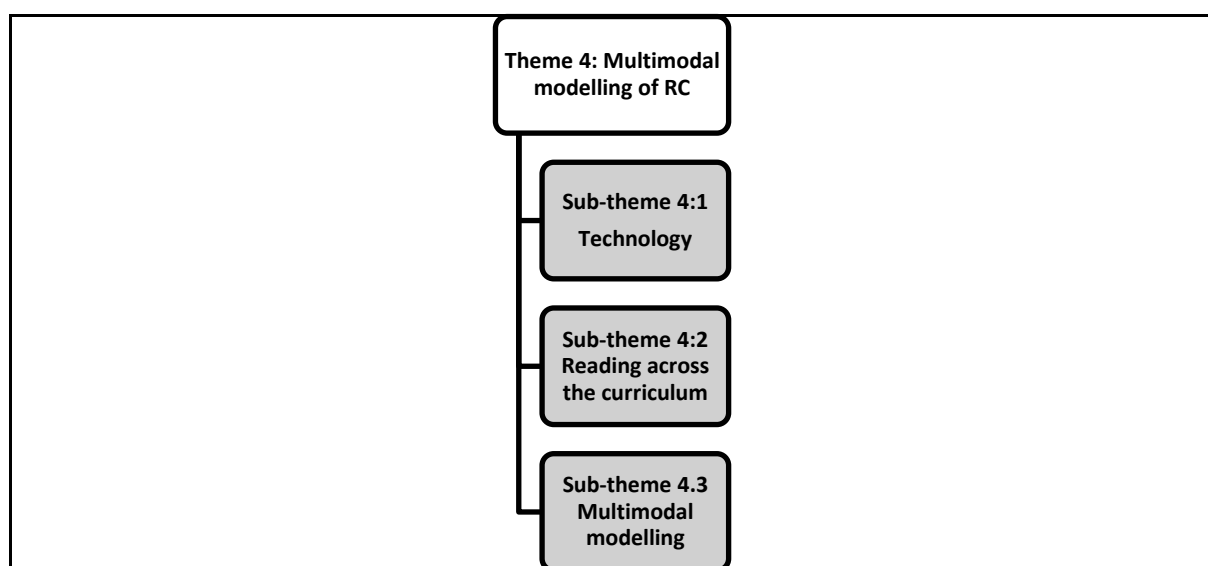 Theme 4: Multimodal
modelling of RC
Sub-theme 4:1
Technology
Sub-theme 4:2
Reading across
the curriculum
Sub-theme 4.3
Multimodal
modelling